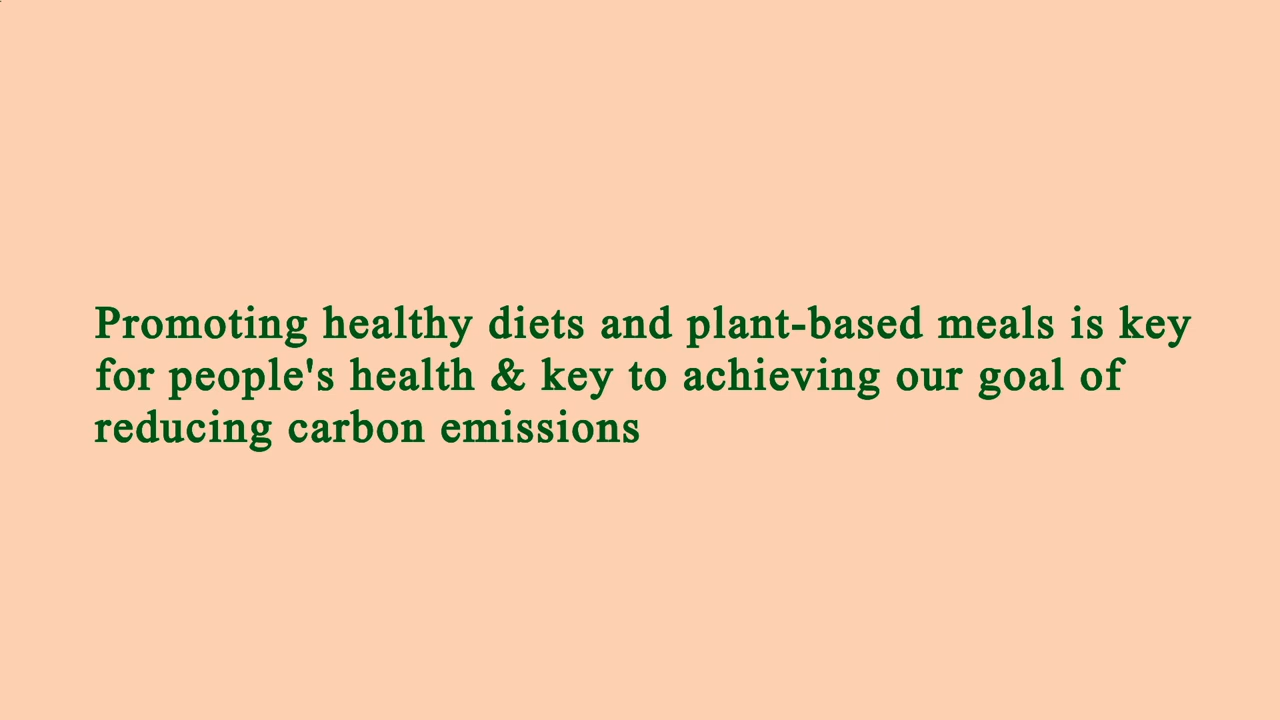 Promoting healthy diets and plant-based meals is key
for people's health & key to achieving our goal of
reducing carbon emissions